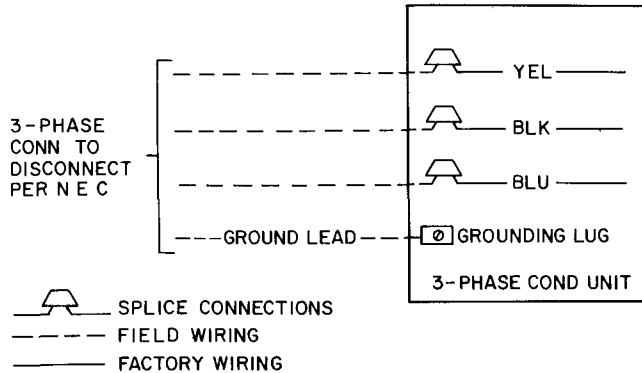 YEL
3-PHASE
CONN TO
DISCONNECT
PER N E C
BLK
BLU
GROUND LEAD
GROUNDING LUG
3-PHASE COND UNIT
SPLICE CONNECTIONS
FIELD WIRING
FACTORY WIRING